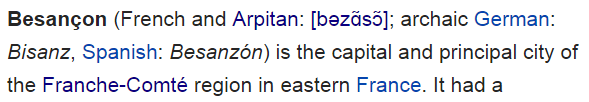 Besançon (French and Arpitan: [bəzɑ̃sɔ̃]; archaic German:
Bisanz, Spanish: Besanzón) is the capital and principal city of
the Franche-Comté region in eastern France. It had a